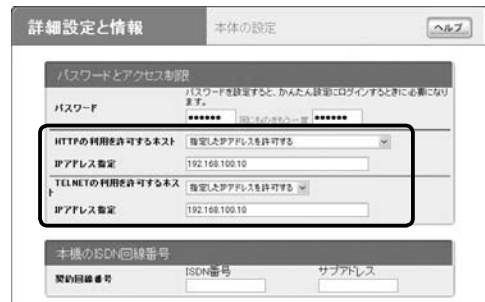 詳細設定と情報
本体の設定
ヘルプ
パスワードとアクセス制限
パスワードを設定すると、かんたん設定にログインするときに必要になります。
パスワード
●●●●●● 同じものをもう一度 ●●●●●●
HTTPの利用を許可するホスト 指定したIPアドレスを許可する
IPアドレス指定 192.168.100.10
TELNETの利用を許可するホスト 指定したIPアドレスを許可する
IPアドレス指定 192.168.100.10
本機のISDN回線番号
ISDN番号 サブアドレス
契約回線番号